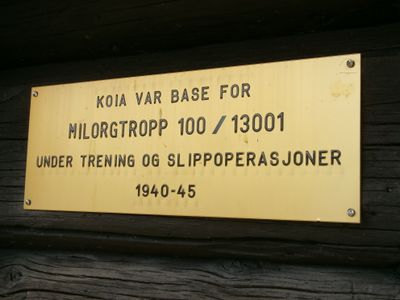 KOIA VAR BASE FOR
MILORGTROPP 100/13001
UNDER TRENING OG SLIPPOPERASJONER
1940-45